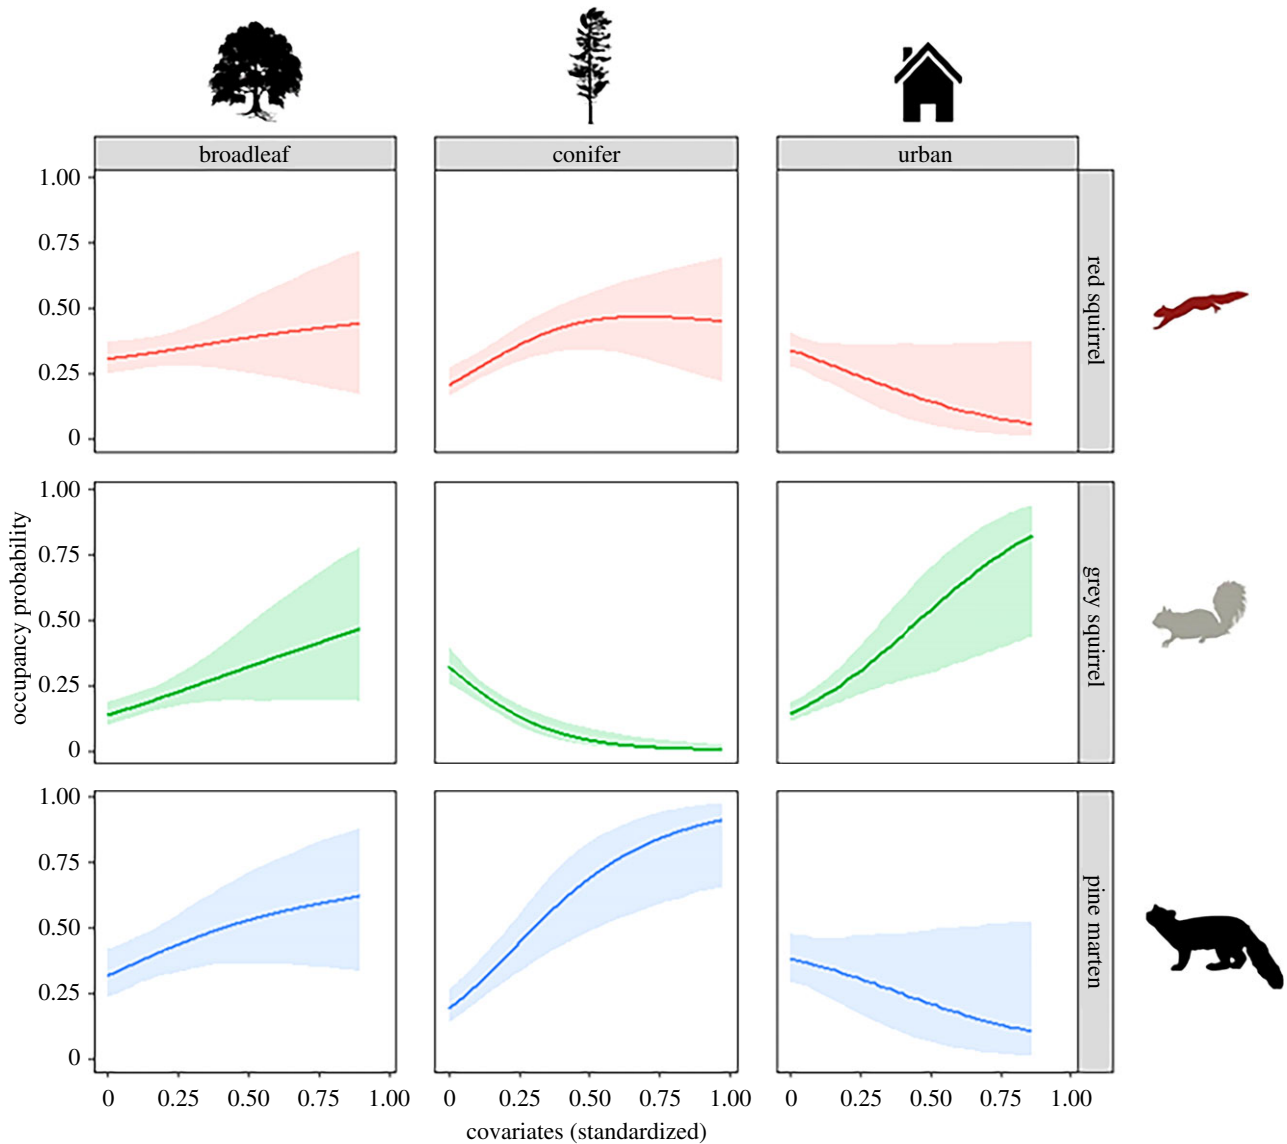 broadleaf conifer urban
1.00
0.75
0.50
0.25
0
red squirrel
occupancy probability
1.00
0.75
0.50
0.25
0
grey squirrel
1.00
0.75
0.50
0.25
0
pine marten
0 0.25 0.50 0.75 1.00 0 0.25 0.50 0.75 1.00 0 0.25 0.50 0.75 1.00
covariates (standardized)